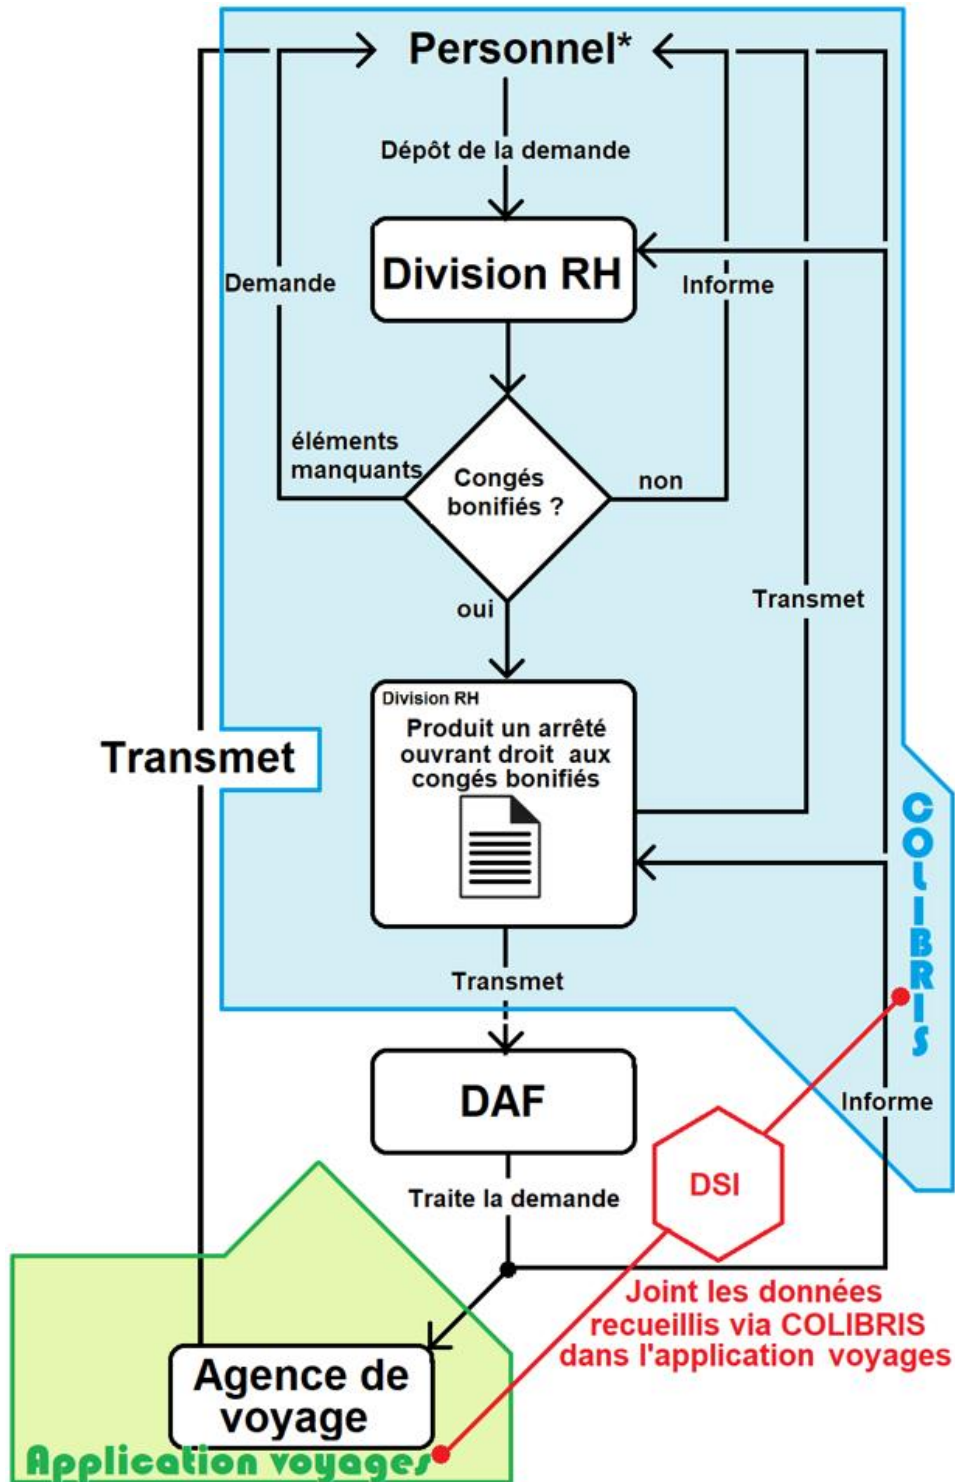 Personnel*
Dépôt de la demande
Division RH
Demande
Informe
éléments
manquants
Congés
bonifiés ?
non
oui
Transmet
Division RH
Produit un arrêté
ouvrant droit aux
congés bonifiés
Transmet
COLIBRIS
Transmet
DAF
Informe
DSI
Traite la demande
Joint les données
recueillis via COLIBRIS
dans l'application voyages
Agence de
voyage
Application voyages